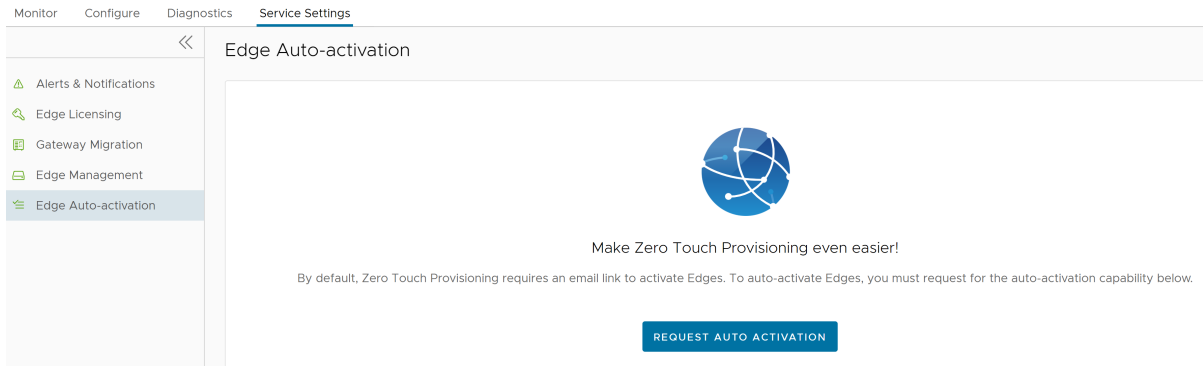 Monitor Configure Diagnostics Service Settings
Edge Auto-activation
Alerts & Notifications
Edge Licensing
Gateway Migration
Edge Management
Edge Auto-activation
Make Zero Touch Provisioning even easier!
By default, Zero Touch Provisioning requires an email link to activate Edges. To auto-activate Edges, you must request for the auto-activation capability below.
REQUEST AUTO ACTIVATION